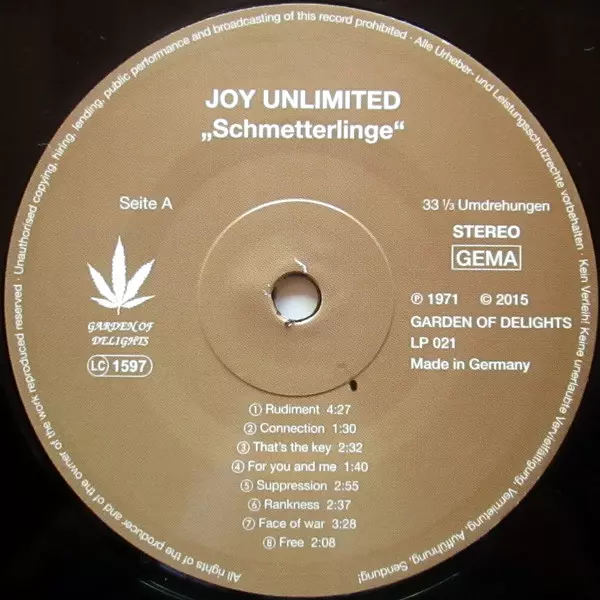 All rights of the producer and of the owner of the work reproduced reserved · Unauthorised copying, hiring, lending, public performance and broadcasting of this record prohibited · Alle Urheber- und Leistungsschutzrechte vorbehalten · Kein Verleih! Keine unerlaubte Vervielfältigung, Vermietung, Aufführung, Sendung!
JOY UNLIMITED
„Schmetterlinge“
Seite A
33 1/3 Umdrehungen
STEREO
GEMA
GARDEN OF
DELIGHTS
LC 1597
Ⓟ 1971 © 2015
GARDEN OF DELIGHTS
LP 021
Made in Germany
① Rudiment 4:27
② Connection 1:30
③ That's the key 2:32
④ For you and me 1:40
⑤ Suppression 2:55
⑥ Rankness 2:37
⑦ Face of war 3:28
⑧ Free 2:08